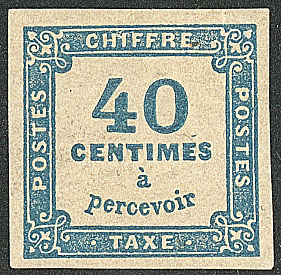 CHIFFRE
POSTES
40
CENTIMES
à
percevoir
POSTES
· TAXE ·